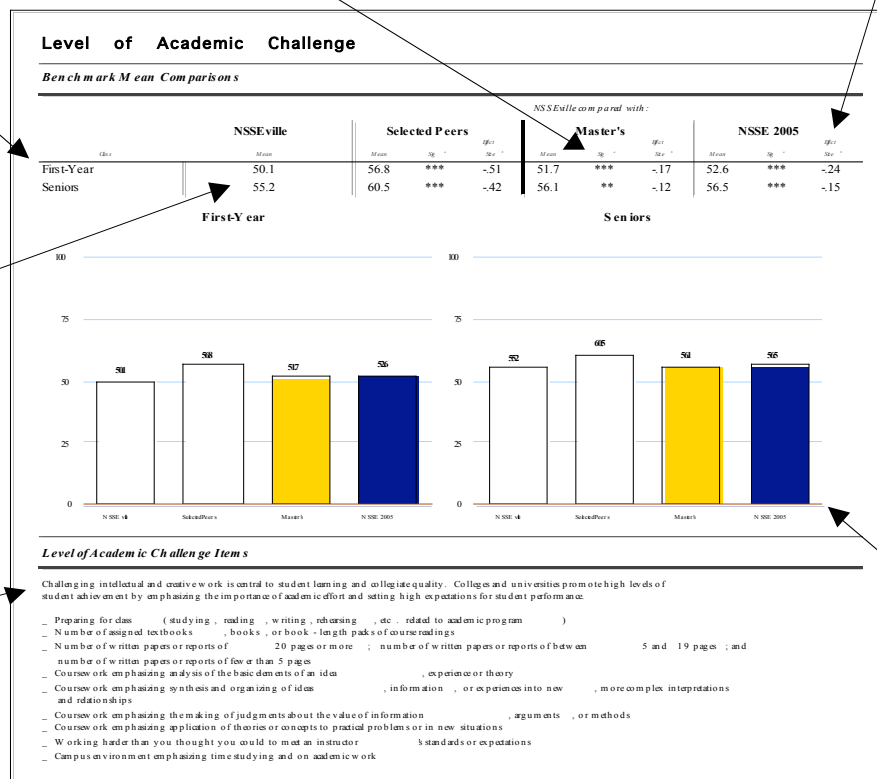 Level of Academic Challenge
Benchmark Mean Comparisons
NSSEville compared with:
NSSEville Selected Peers Master's NSSE 2005
Effect Effect Effect
Class Mean Mean Sig Size Mean Sig Size Mean Sig Size
First-Year 50.1 56.8 *** -.51 51.7 *** -.17 52.6 *** -.24
Seniors 55.2 60.5 *** -.42 56.1 ** -.12 56.5 *** -.15
First-Year Seniors
100 100
75 75
50 50
25 25
0 0
50.1 56.8 51.7 52.6 55.2 60.5 56.1 56.5
NSSEville Selected Peers Master's NSSE 2005 NSSEville Selected Peers Master's NSSE 2005
Level of Academic Challenge Items
Challenging intellectual and creative work is central to student learning and collegiate quality. Colleges and universities promote high levels of
student achievement by emphasizing the importance of academic effort and setting high expectations for student performance.
_ Preparing for class (studying, reading, writing, rehearsing, etc. related to academic program)
_ Number of assigned textbooks, books, or book-length packs of course readings
_ Number of written papers or reports of 20 pages or more; number of written papers or reports of between 5 and 19 pages; and
number of written papers or reports of fewer than 5 pages
_ Coursework emphasizing analysis of the basic elements of an idea, experience or theory
_ Coursework emphasizing synthesis and organizing of ideas, information, or experiences into new, more complex interpretations
and relationships
_ Coursework emphasizing the making of judgments about the value of information, arguments, or methods
_ Coursework emphasizing application of theories or concepts to practical problems or in new situations
_ Working harder than you thought you could to meet an instructor's standards or expectations
_ Campus environment emphasizing time studying and on academic work